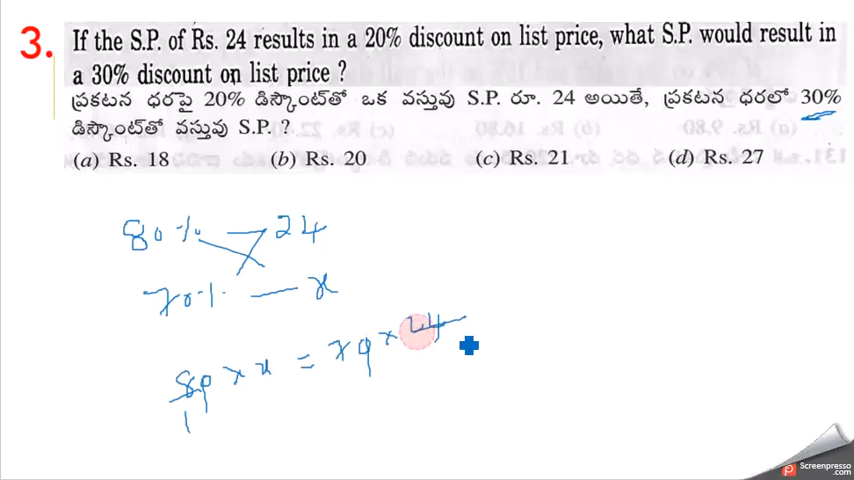 3. If the S.P. of Rs. 24 results in a 20% discount on list price, what S.P. would result in
a 30% discount on list price ?
ప్రకటన ధరపై 20% డిస్కౌంట్‌తో ఒక వస్తువు S.P. రూ. 24 అయితే, ప్రకటన ధరలో 30%
డిస్కౌంట్‌తో వస్తువు S.P. ?
(a) Rs. 18 (b) Rs. 20 (c) Rs. 21 (d) Rs. 27
80% — 24
70% — x
80 × x = 70 × 24
1
Screenpresso
.com